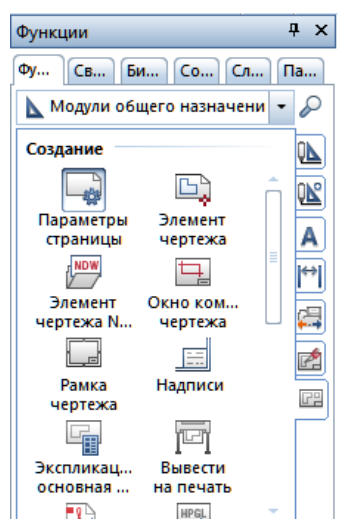 Функции
Фу... Св... Би... Со... Сл... Па...
Модули общего назначени
Создание
Параметры
страницы
Элемент
чертежа
NDW
Элемент
чертежа N...
Окно ком...
чертежа
Рамка
чертежа
Надписи
Экспликац...
основная ...
Вывести
на печать
HPGL
A